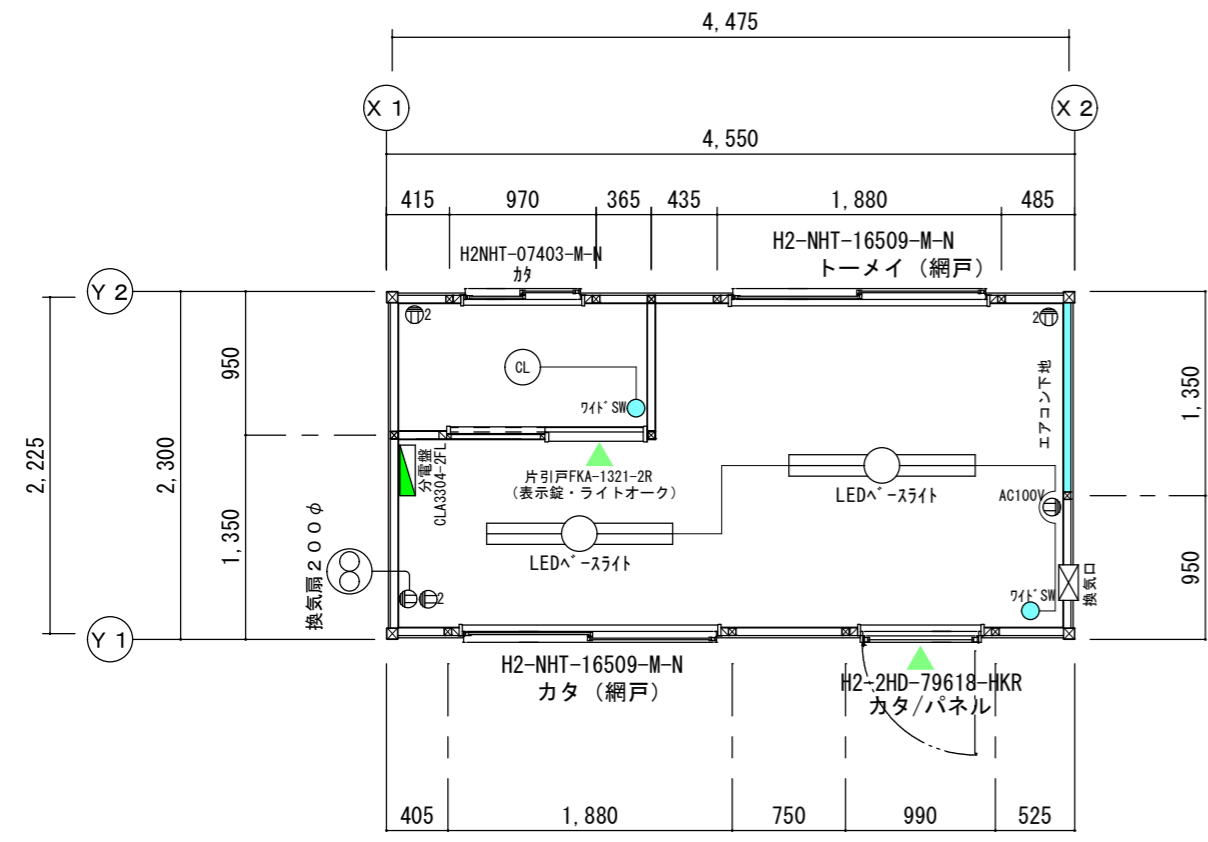 4,475
X1
X2
4,550
415
970
365
435
1,880
485
H2NHT-07403-M-N
カタ
H2-NHT-16509-M-N
トーメイ（網戸）
Y2
2
2
CL
ワイドSW
950
2,225
2,300
1,350
分電盤
CLA3304-2FL
片引戸FKA-1321-2R
（表示錠・ライトオーク）
LEDベースライト
LEDベースライト
エアコン下地
AC100V
1,350
950
換気扇200φ
2
ワイドSW
換気口
Y1
H2-NHT-16509-M-N
カタ（網戸）
H2-2HD-79618-HKR
カタ/パネル
405
1,880
750
990
525